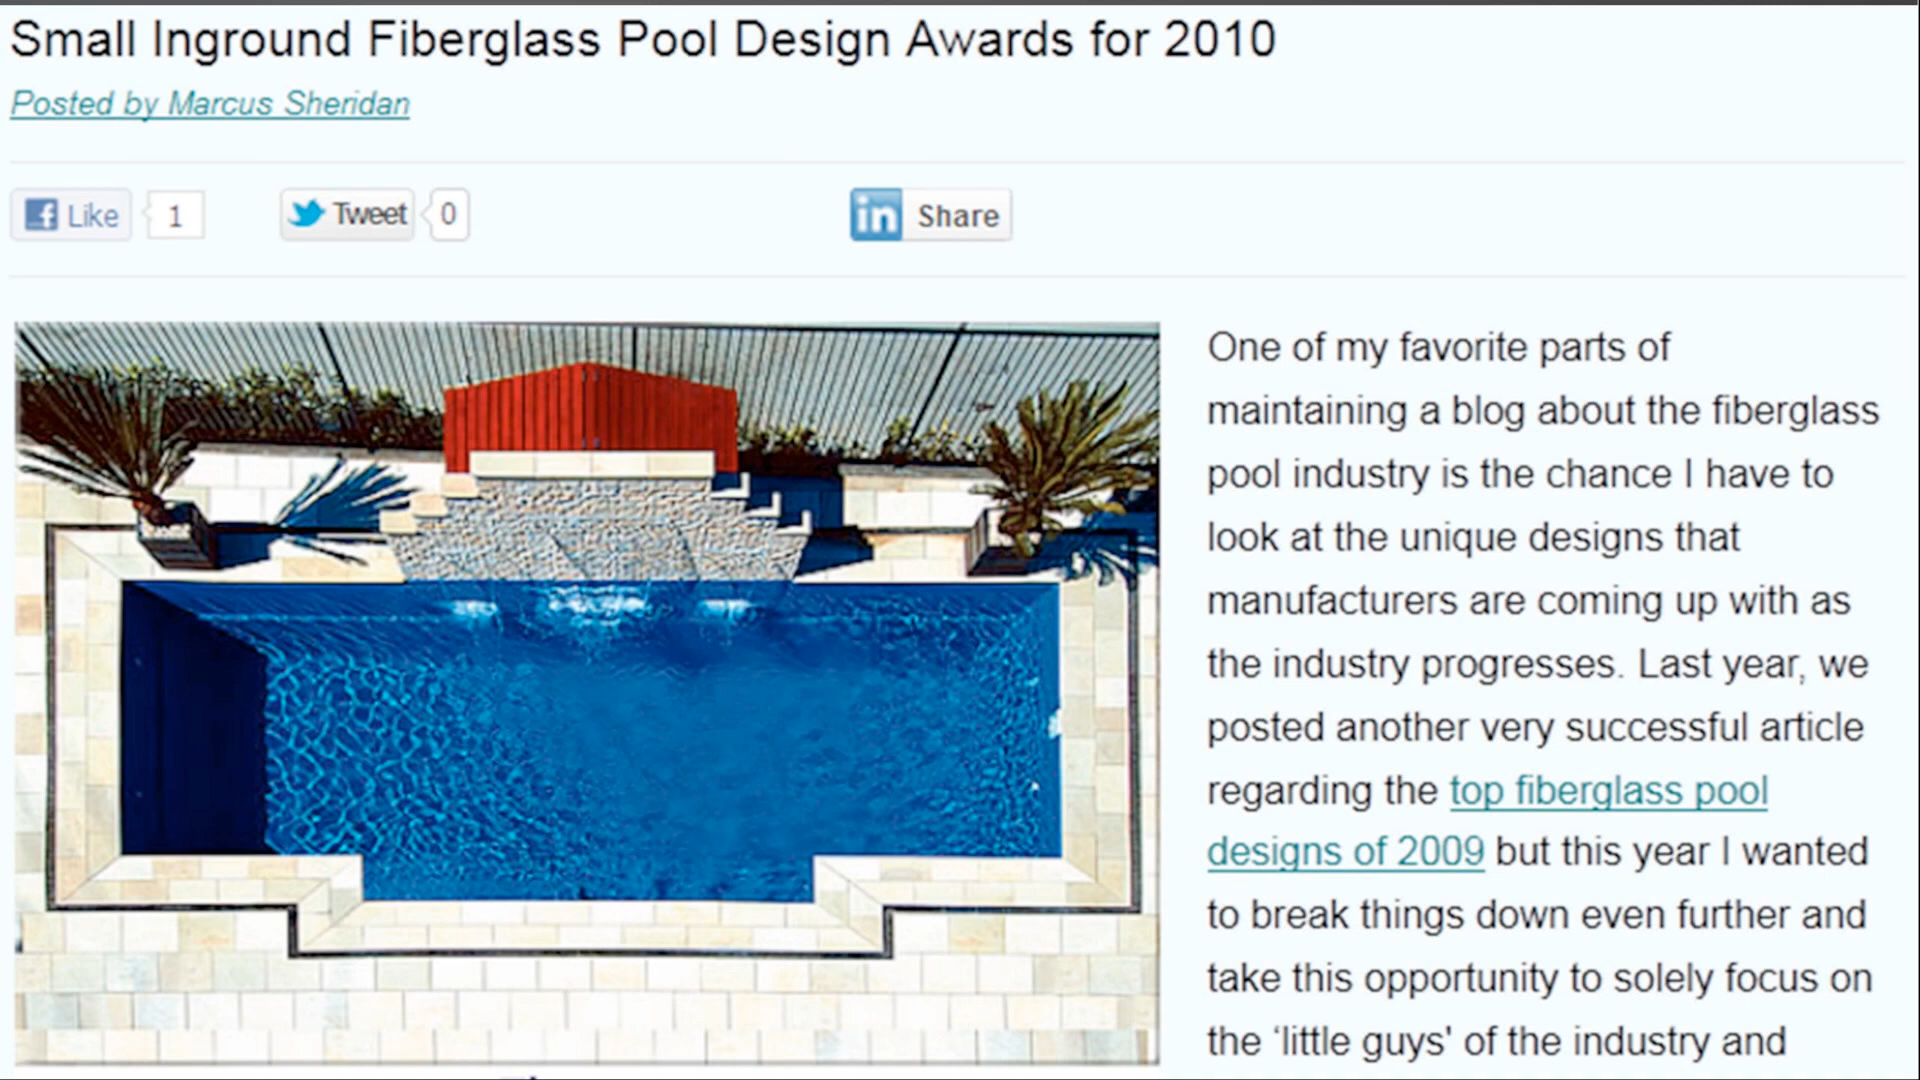 Small Inground Fiberglass Pool Design Awards for 2010
Posted by Marcus Sheridan
Like 1 Tweet 0 in Share
One of my favorite parts of
maintaining a blog about the fiberglass
pool industry is the chance I have to
look at the unique designs that
manufacturers are coming up with as
the industry progresses. Last year, we
posted another very successful article
regarding the top fiberglass pool
designs of 2009 but this year I wanted
to break things down even further and
take this opportunity to solely focus on
the ‘little guys' of the industry and